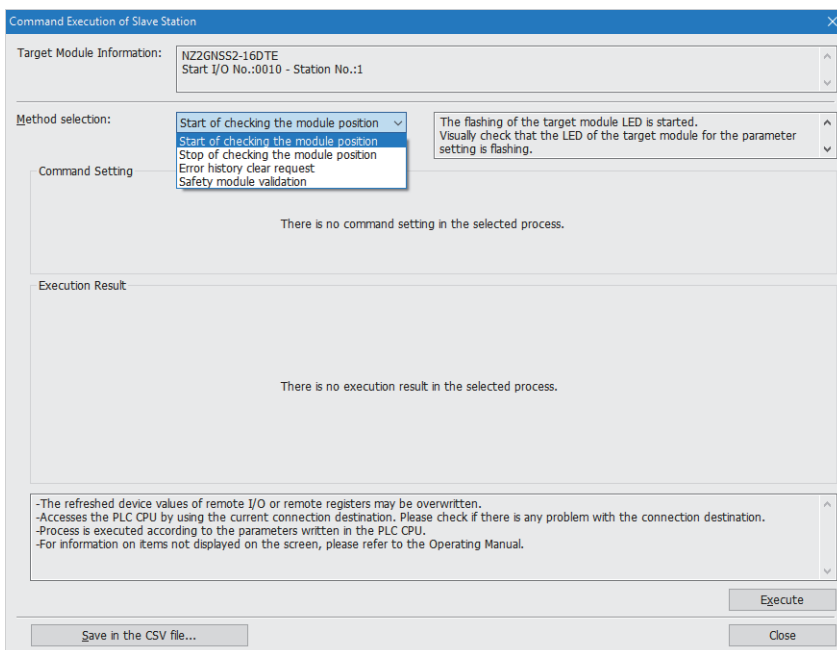 Command Execution of Slave Station
Target Module Information:
NZ2GNSS2-16DTE
Start I/O No.:0010 - Station No.:1
Method selection:
Start of checking the module position
Start of checking the module position
Stop of checking the module position
Error history clear request
Safety module validation
The flashing of the target module LED is started.
Visually check that the LED of the target module for the parameter
setting is flashing.
Command Setting
There is no command setting in the selected process.
Execution Result
There is no execution result in the selected process.
-The refreshed device values of remote I/O or remote registers may be overwritten.
-Accesses the PLC CPU by using the current connection destination. Please check if there is any problem with the connection destination.
-Process is executed according to the parameters written in the PLC CPU.
-For information on items not displayed on the screen, please refer to the Operating Manual.
Execute
Save in the CSV file...
Close